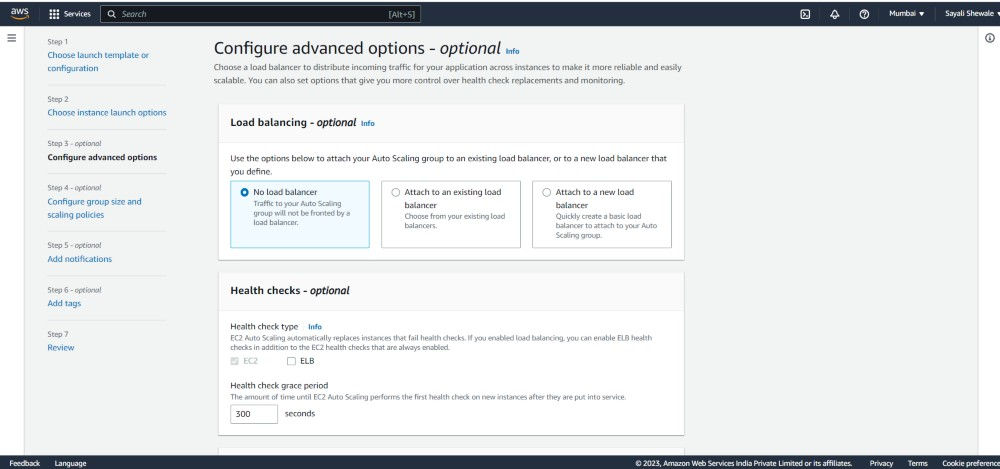 aws
Services
Search
[Alt+S]
Mumbai ▼
Sayali Shewale
Step 1
Choose launch template or
configuration
Step 2
Choose instance launch options
Step 3 - optional
Configure advanced options
Step 4 - optional
Configure group size and
scaling policies
Step 5 - optional
Add notifications
Step 6 - optional
Add tags
Step 7
Review
Configure advanced options - optional Info
Choose a load balancer to distribute incoming traffic for your application across instances to make it more reliable and easily
scalable. You can also set options that give you more control over health check replacements and monitoring.
Load balancing - optional Info
Use the options below to attach your Auto Scaling group to an existing load balancer, or to a new load balancer that
you define.
No load balancer
Traffic to your Auto Scaling
group will not be fronted by a
load balancer.
Attach to an existing load
balancer
Choose from your existing load
balancers.
Attach to a new load
balancer
Quickly create a basic load
balancer to attach to your Auto
Scaling group.
Health checks - optional
Health check type Info
EC2 Auto Scaling automatically replaces instances that fail health checks. If you enabled load balancing, you can enable ELB health
checks in addition to the EC2 health checks that are always enabled.
EC2
ELB
Health check grace period
The amount of time until EC2 Auto Scaling performs the first health check on new instances after they are put into service.
300 seconds
Feedback Language
© 2023, Amazon Web Services India Private Limited or its affiliates. Privacy Terms Cookie preference